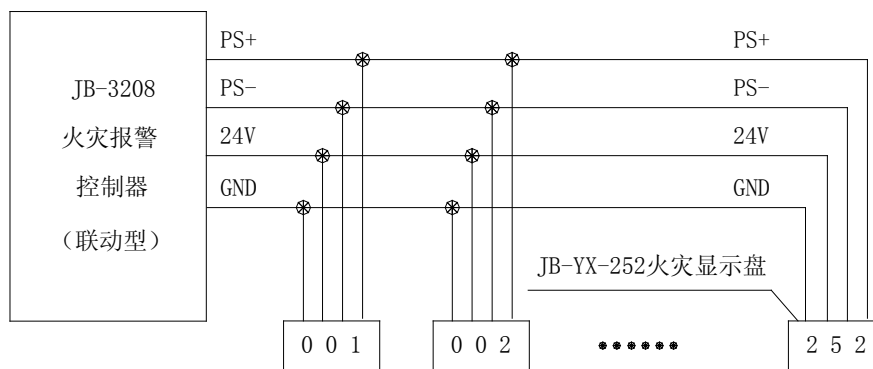 PS+
PS+
JB-3208
PS-
PS-
火灾报警
24V
24V
控制器
GND
GND
（联动型）
JB-YX-252火灾显示盘
0 0 1
0 0 2
2 5 2